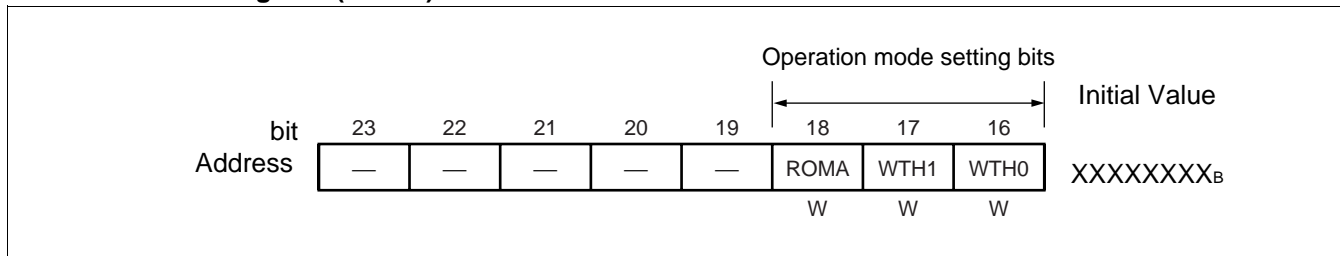 Operation mode setting bits
Initial Value
bit 23 22 21 20 19 18 17 16
Address — — — — — ROMA WTH1 WTH0 XXXXXXXXB
W W W